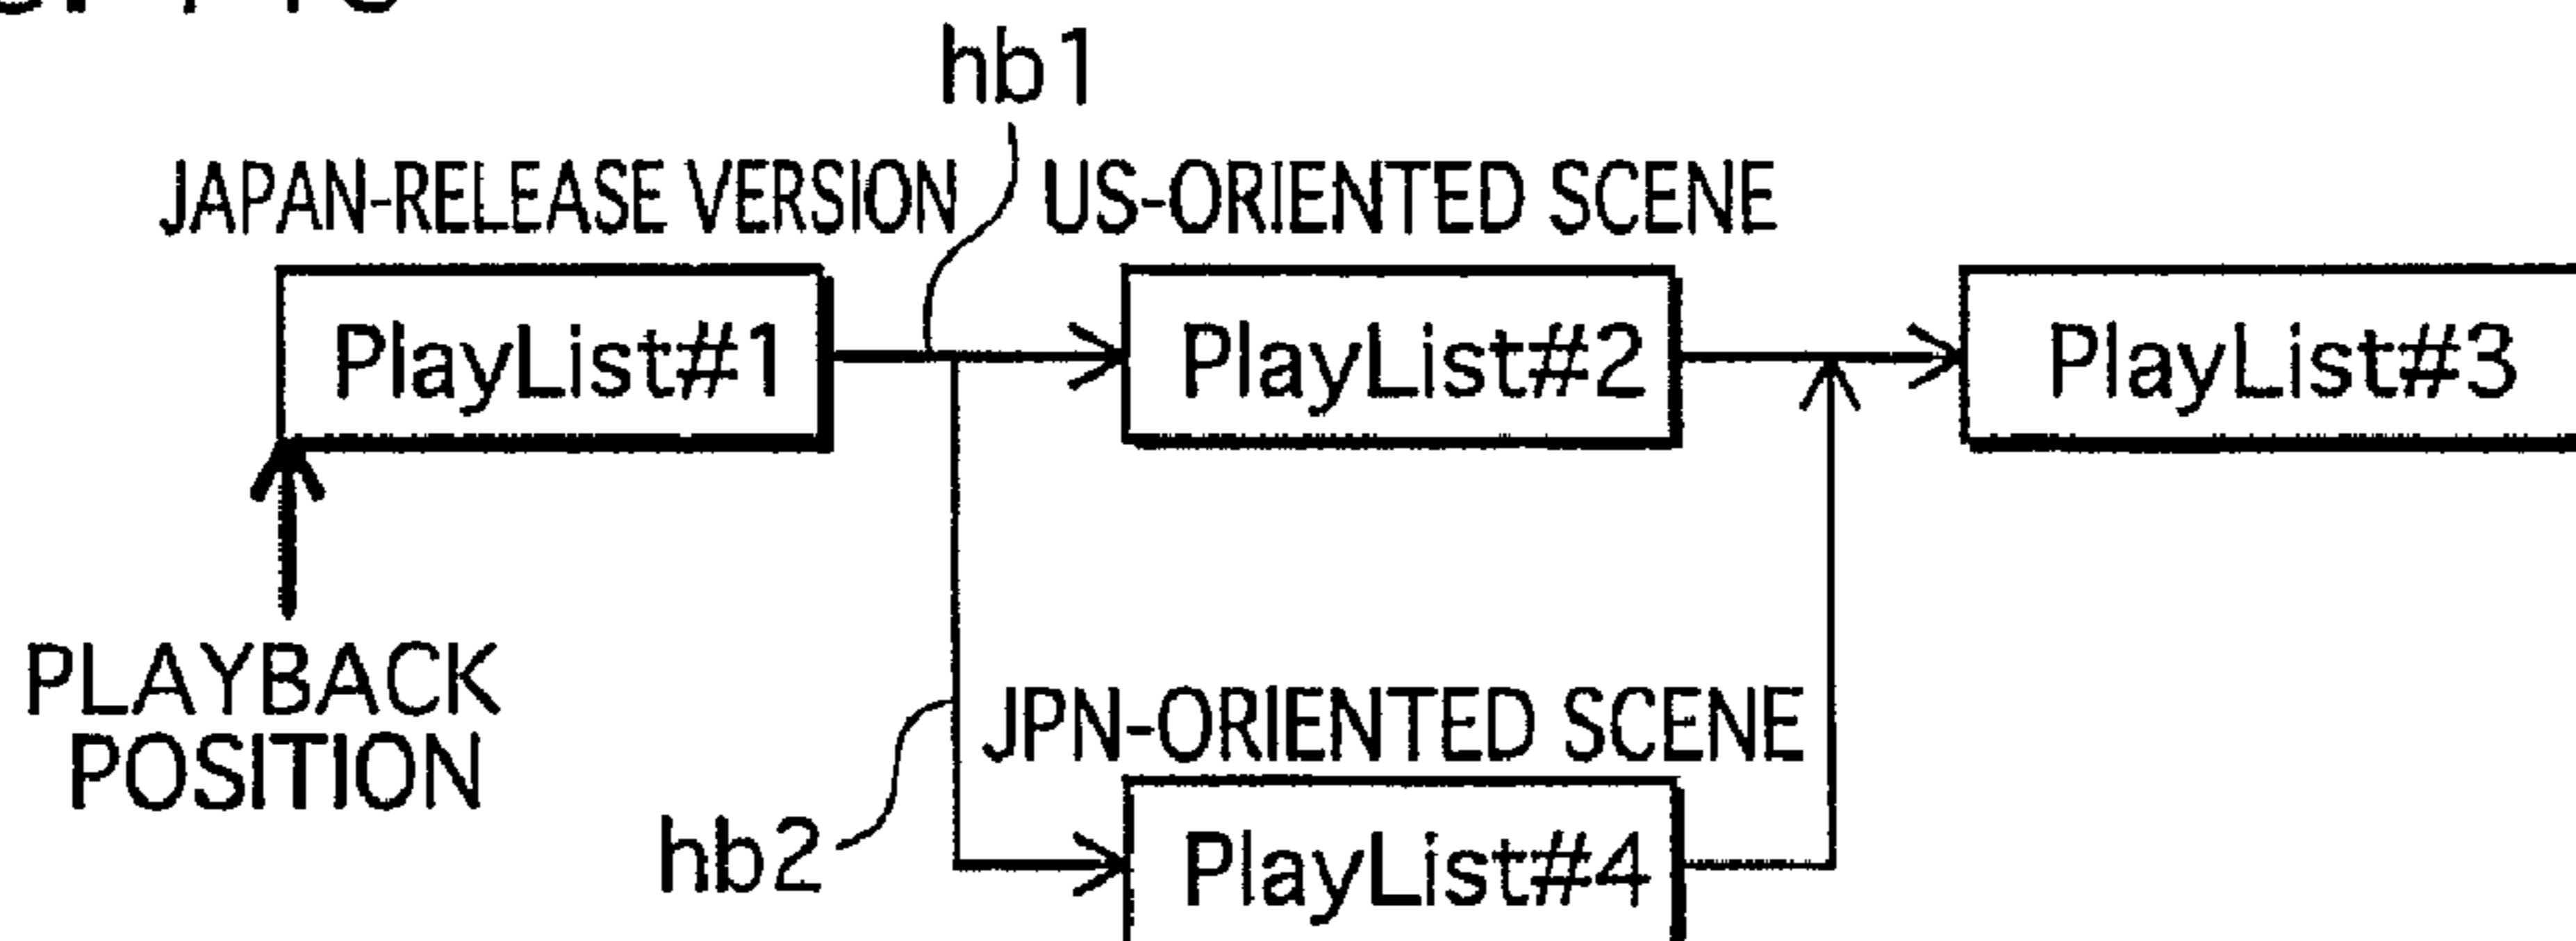 hb1
JAPAN-RELEASE VERSION
US-ORIENTED SCENE
PlayList#1
PlayList#2
PlayList#3
PLAYBACK
POSITION
JPN-ORIENTED SCENE
hb2
PlayList#4